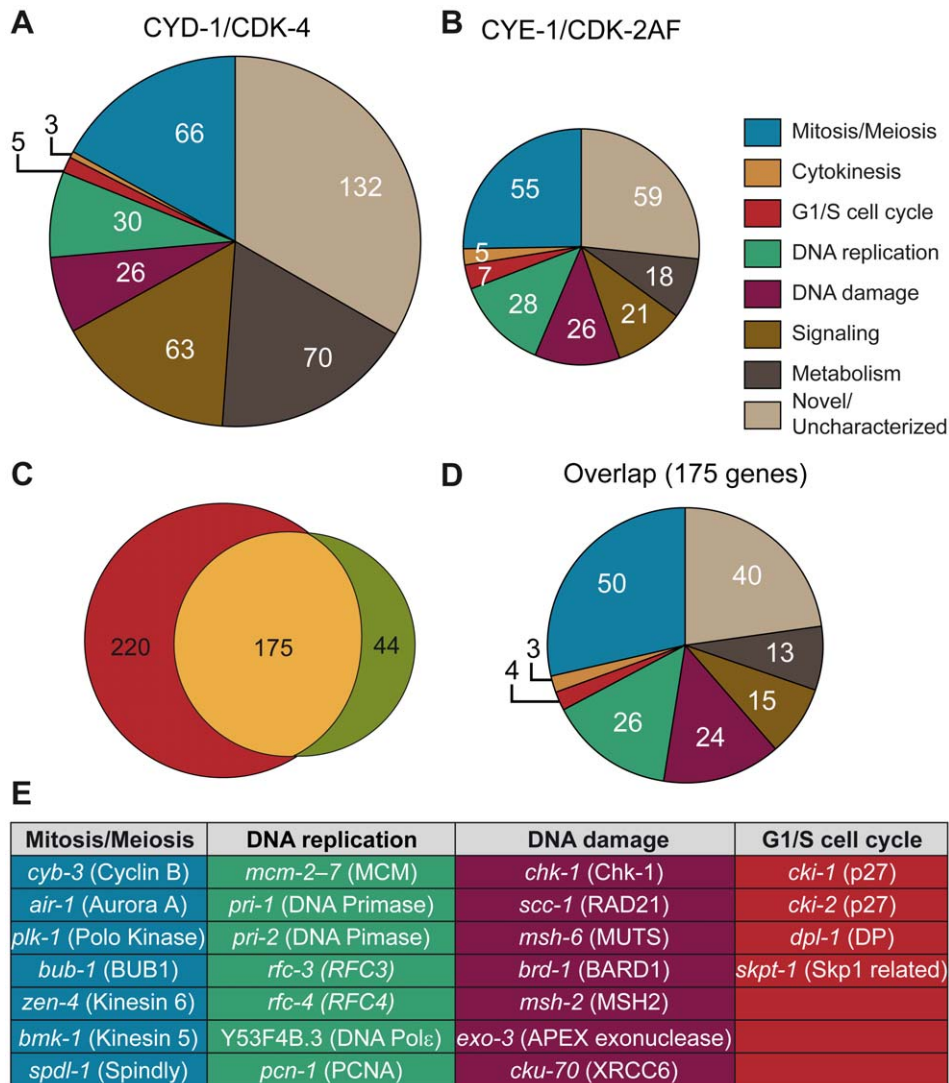 A
CYD-1/CDK-4
132
70
63
26
30
5
3
66
B
CYE-1/CDK-2AF
59
18
21
26
28
7
5
55
Mitosis/Meiosis
Cytokinesis
G1/S cell cycle
DNA replication
DNA damage
Signaling
Metabolism
Novel/
Uncharacterized
C
220
175
44
D
Overlap (175 genes)
40
13
15
24
26
4
3
50
E
Mitosis/Meiosis DNA replication DNA damage G1/S cell cycle
cyb-3 (Cyclin B) mcm-2–7 (MCM) chk-1 (Chk-1) cki-1 (p27)
air-1 (Aurora A) pri-1 (DNA Primase) scc-1 (RAD21) cki-2 (p27)
plk-1 (Polo Kinase) pri-2 (DNA Pimase) msh-6 (MUTS) dpl-1 (DP)
bub-1 (BUB1) rfc-3 (RFC3) brd-1 (BARD1) skpt-1 (Skp1 related)
zen-4 (Kinesin 6) rfc-4 (RFC4) msh-2 (MSH2)
bmk-1 (Kinesin 5) Y53F4B.3 (DNA Polε) exo-3 (APEX exonuclease)
spdl-1 (Spindly) pcn-1 (PCNA) cku-70 (XRCC6)